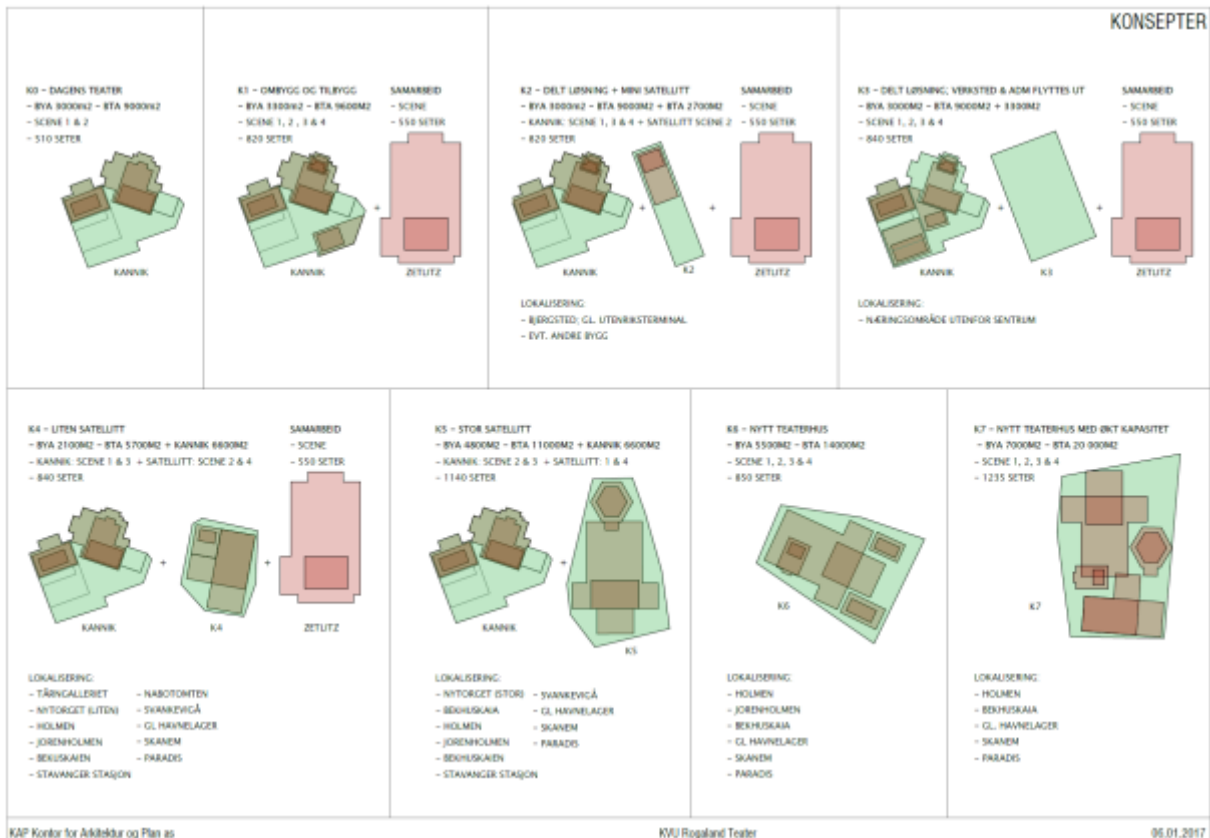 KONSEPTER
K0 - DAGENS TEATER
- BYA 3000m2 - BTA 9000m2
- SCENE 1 & 2
- 510 SETER
KANNIK
K1 - OMBYGG OG TILBYGG
- BYA 3300m2 - BTA 9600M2
- SCENE 1, 2 , 3 & 4
- 820 SETER
SAMARBEID
- SCENE
- 550 SETER
+
KANNIK
ZETLITZ
K2 - DELT LØSNING + MINI SATELLITT
- BYA 3000m2 - BTA 9000M2 + BTA 2700M2
- KANNIK: SCENE 1, 3 & 4 + SATELLITT SCENE 2
- 820 SETER
SAMARBEID
- SCENE
- 550 SETER
+
+
KANNIK
K2
ZETLITZ
LOKALISERING:
- BJERGSTED; GL. UTENRIKSTERMINAL
- EVT. ANDRE BYGG
K3 - DELT LØSNING; VERKSTED & ADM FLYTTES UT
- BYA 3000M2 - BTA 9000M2 + 3300M2
- SCENE 1, 2, 3, & 4
- 840 SETER
SAMARBEID
- SCENE
- 550 SETER
+
+
KANNIK
K3
ZETLITZ
LOKALISERING:
- NÆRINGSOMRÅDE UTENFOR SENTRUM
K4 - LITEN SATELLITT
- BYA 2100M2 - BTA 5700M2 + KANNIK 6600M2
- KANNIK: SCENE 1 & 3 + SATELLITT: SCENE 2 & 4
- 840 SETER
SAMARBEID
- SCENE
- 550 SETER
+
+
KANNIK
K4
ZETLITZ
LOKALISERING:
- TÅRNGALLERIET
- NYTORGET (LITEN)
- HOLMEN
- JORENHOLMEN
- BEKHUSKAIEN
- STAVANGER STASJON
- NABOTOMTEN
- SVANKEVIGÅ
- GL HAVNELAGER
- SKANEM
- PARADIS
K5 - STOR SATELLITT
- BYA 4800M2 - BTA 11000M2 + KANNIK 6600M2
- KANNIK: SCENE 2 & 3 + SATELLITT: 1 & 4
- 1140 SETER
+
KANNIK
K5
LOKALISERING:
- NYTORGET (STOR)
- BEKHUSKAIA
- HOLMEN
- JORENHOLMEN
- BEKHUSKAIEN
- STAVANGER STASJON
- SVANKEVIGÅ
- GL HAVNELAGER
- SKANEM
- PARADIS
K6 - NYTT TEATERHUS
- BYA 5500M2 - BTA 14000M2
- SCENE 1, 2, 3 & 4
- 850 SETER
K6
LOKALISERING:
- HOLMEN
- JORENHOLMEN
- BEKHUSKAIA
- GL HAVNELAGER
- SKANEM
- PARADIS
K7 - NYTT TEATERHUS MED ØKT KAPASITET
- BYA 7000M2 - BTA 20 000M2
- SCENE 1, 2, 3 & 4
- 1235 SETER
K7
LOKALISERING:
- HOLMEN
- BEKHUSKAIA
- GL. HAVNELAGER
- SKANEM
- PARADIS
KAP Kontor for Arkitektur og Plan as
KVU Rogaland Teater
06.01.2017